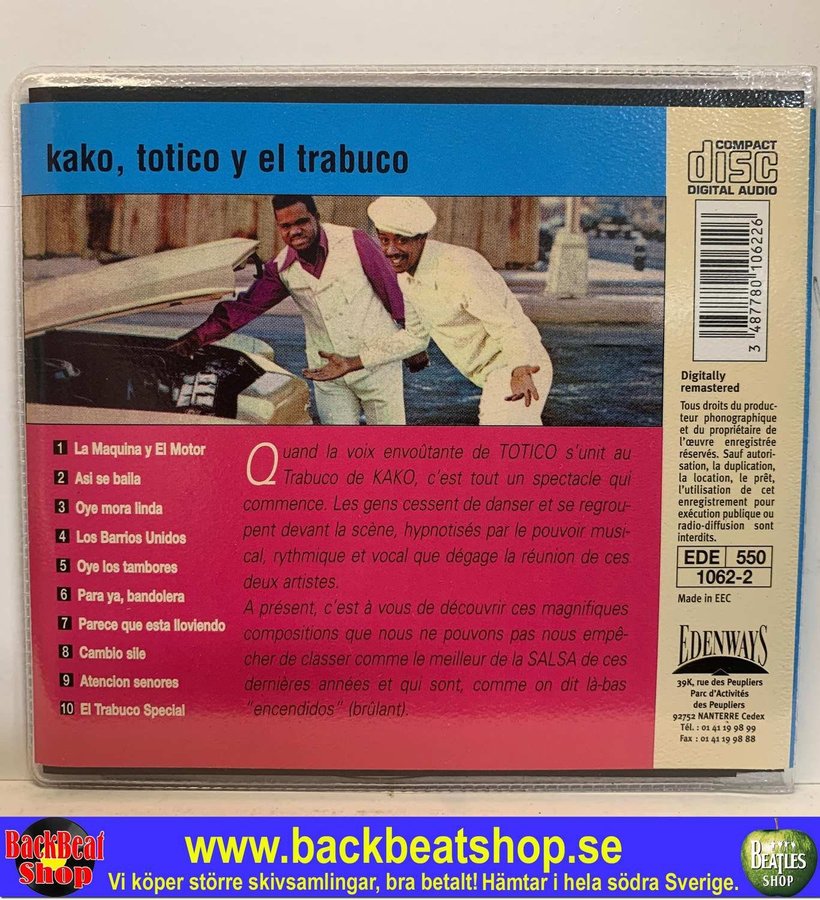 kako, totico y el trabuco
COMPACT
disc
DIGITAL AUDIO
3 487780 106226
Digitally
remastered
Tous droits du produc-
teur phonographique
et du propriétaire de
l'œuvre enregistrée
réservés. Sauf autori-
sation, la duplication,
la location, le prêt,
l'utilisation de cet
enregistrement pour
exécution publique ou
radio-diffusion sont
interdits.
EDE 550
1062-2
Made in EEC
EDENWAYS
39K, rue des Peupliers
Parc d'Activités
des Peupliers
92752 NANTERRE Cedex
Tél. : 01 41 19 98 99
Fax : 01 41 19 98 88
1 La Maquina y El Motor
2 Asi se baila
3 Oye mora linda
4 Los Barrios Unidos
5 Oye los tambores
6 Para ya, bandolera
7 Parece que esta lloviendo
8 Cambio sile
9 Atencion senores
10 El Trabuco Special
Quand la voix envoûtante de TOTICO s'unit au
Trabuco de KAKO, c'est tout un spectacle qui
commence. Les gens cessent de danser et se regrou-
pent devant la scène, hypnotisés par le pouvoir musi-
cal, rythmique et vocal que dégage la réunion de ces
deux artistes.
A présent, c'est à vous de découvrir ces magnifiques
compositions que nous ne pouvons pas nous empê-
cher de classer comme le meilleur de la SALSA de ces
dernières années et qui sont, comme on dit là-bas
"encendidos" (brûlant).
BackBeat
Shop
www.backbeatshop.se
Vi köper större skivsamlingar, bra betalt! Hämtar i hela södra Sverige.
BEATLES
SHOP